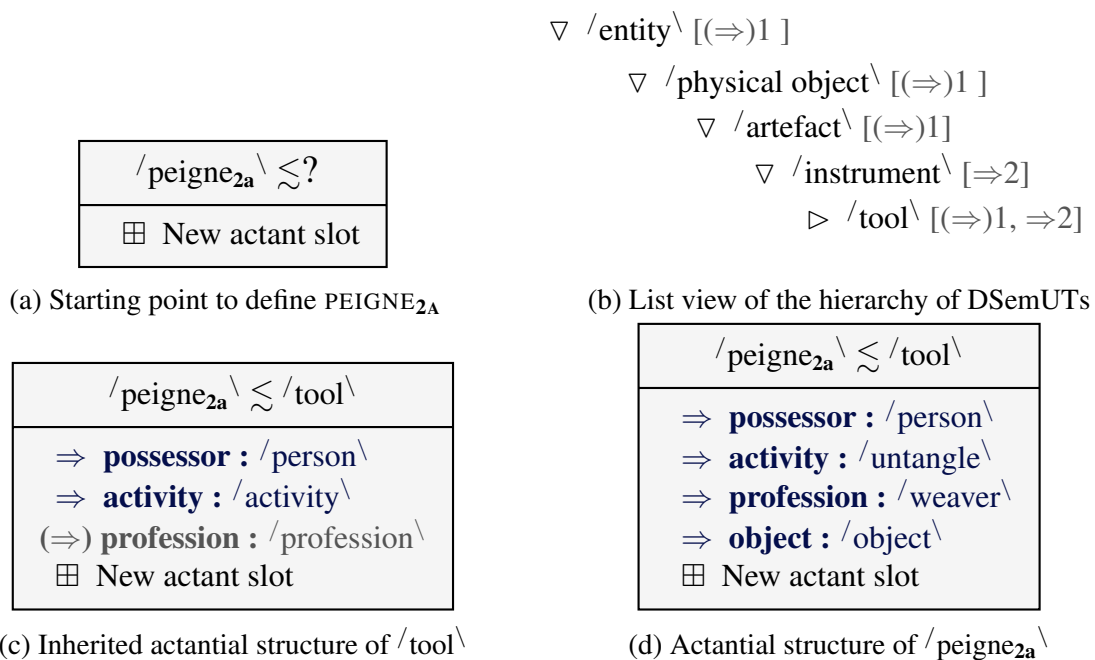 /peigne2a\ ≲?
⊞ New actant slot
(a) Starting point to define PEIGNE2A
▽ /entity\ [(⇒)1 ]
▽ /physical object\ [(⇒)1 ]
▽ /artefact\ [(⇒)1]
▽ /instrument\ [⇒2]
▷ /tool\ [(⇒)1, ⇒2]
(b) List view of the hierarchy of DSemUTs
/peigne2a\ ≲ /tool\
⇒ possessor : /person\
⇒ activity : /activity\
(⇒) profession : /profession\
⊞ New actant slot
(c) Inherited actantial structure of /tool\
/peigne2a\ ≲ /tool\
⇒ possessor : /person\
⇒ activity : /untangle\
⇒ profession : /weaver\
⇒ object : /object\
⊞ New actant slot
(d) Actantial structure of /peigne2a\